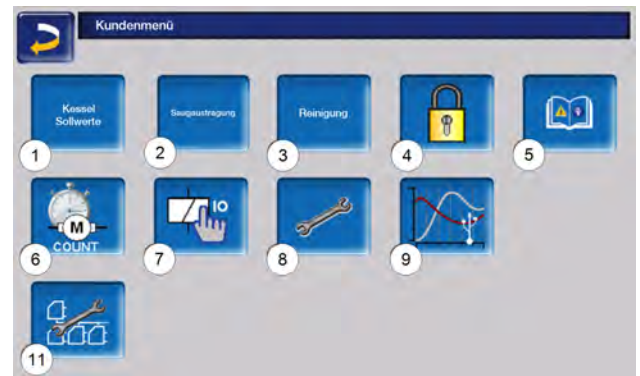 Kundenmenü
Kessel
Sollwerte
Saugaustragung
Reinigung
1
2
3
4
5
M
COUNT
IO
6
7
8
9
11